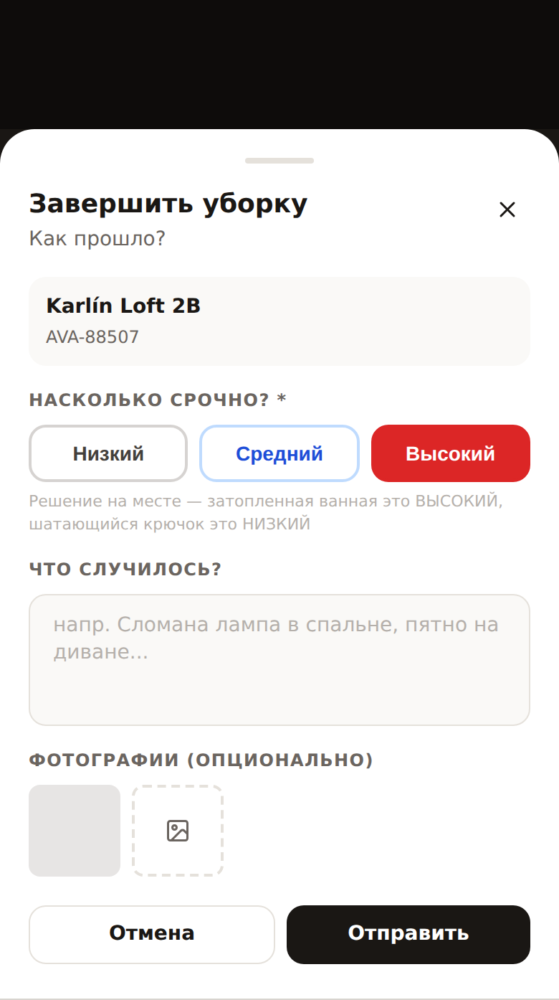 Завершить уборку
Как прошло?
Karlín Loft 2B
AVA-88507
НАСКОЛЬКО СРОЧНО? *
Низкий
Средний
Высокий
Решение на месте — затопленная ванная это ВЫСОКИЙ,
шатающийся крючок это НИЗКИЙ
ЧТО СЛУЧИЛОСЬ?
напр. Сломана лампа в спальне, пятно на
диване...
ФОТОГРАФИИ (ОПЦИОНАЛЬНО)
Отмена
Отправить